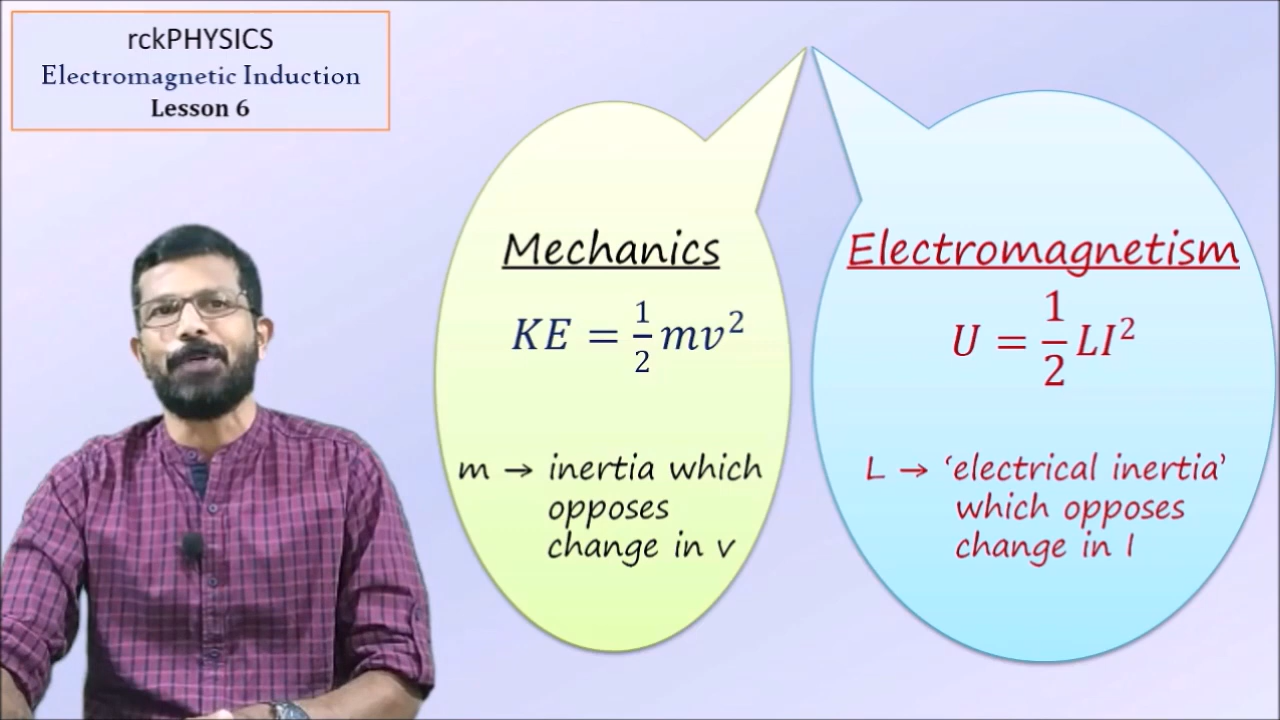 rckPHYSICS
Electromagnetic Induction
Lesson 6
Mechanics
KE = 1/2 mv²
m → inertia which
opposes
change in v
Electromagnetism
U = 1/2 LI²
L → ‘electrical inertia’
which opposes
change in I